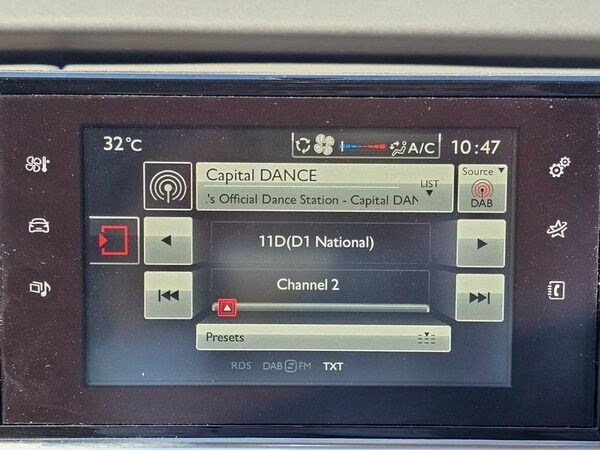 32°C
A/C
10:47
Capital DANCE
LIST
Source
.'s Official Dance Station - Capital DAN
DAB
11D(D1 National)
Channel 2
Presets
RDS DAB FM TXT